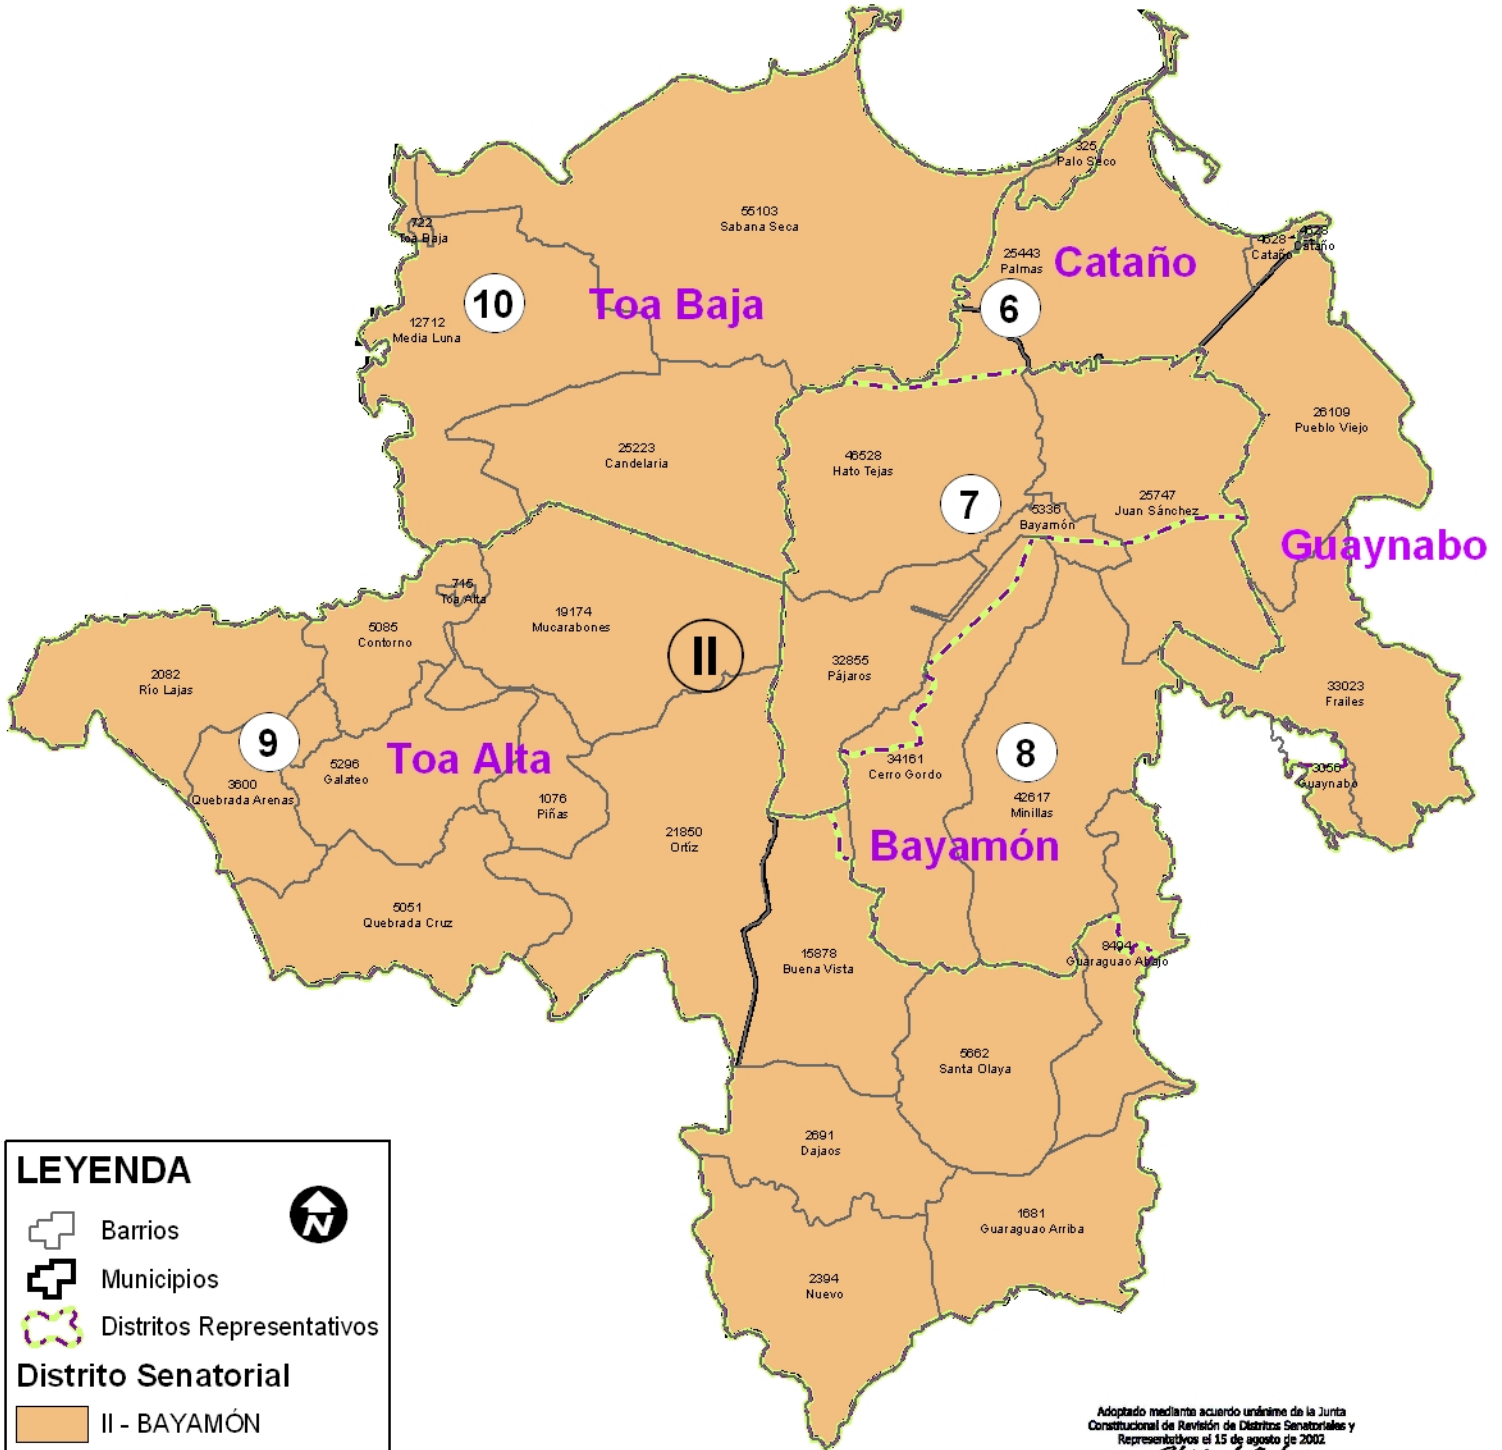 325
Palo Seco
55103
Sabana Seca
722
Toa Baja
25443
Palmas
Cataño
4628
Cataño
4628
Cataño
10
Toa Baja
6
12712
Media Luna
26109
Pueblo Viejo
25223
Candelaria
46528
Hato Tejas
7
25747
Juan Sánchez
5336
Bayamón
Guaynabo
745
Toa Alta
19174
Mucarabones
5085
Contorno
II
2082
Río Lajas
32855
Pájaros
33023
Frailes
9
Toa Alta
8
5296
Galateo
34161
Cerro Gordo
3056
Guaynabo
3600
Quebrada Arenas
1076
Piñas
42617
Minillas
21850
Ortíz
Bayamón
5051
Quebrada Cruz
15878
Buena Vista
8494
Guaraguao Abajo
5662
Santa Olaya
2691
Dajaos
1681
Guaraguao Arriba
2394
Nuevo
LEYENDA
N
Barrios
Municipios
Distritos Representativos
Distrito Senatorial
II - BAYAMÓN
Adoptado mediante acuerdo unánime de la Junta
Constitucional de Revisión de Distritos Senatoriales y
Representativos el 15 de agosto de 2002